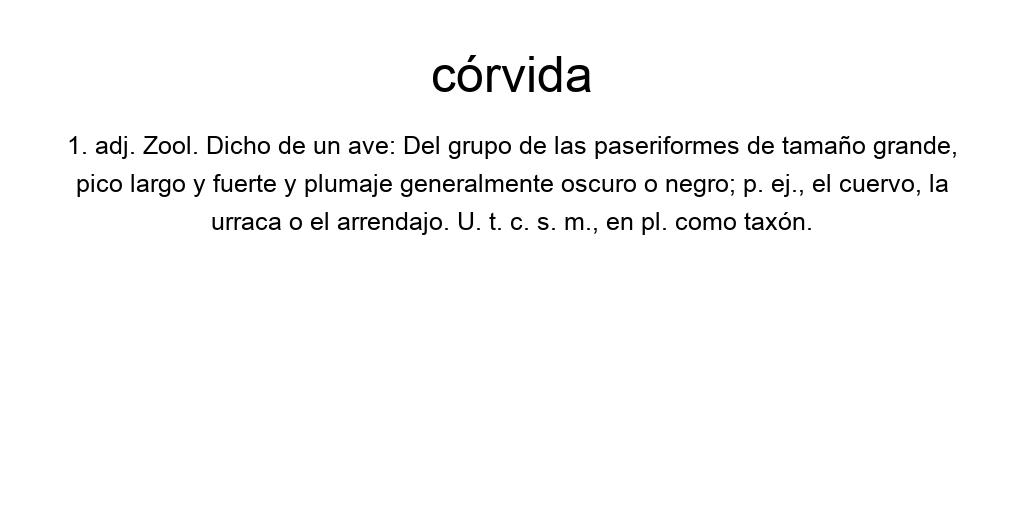 córvida
1. adj. Zool. Dicho de un ave: Del grupo de las paseriformes de tamaño grande,
pico largo y fuerte y plumaje generalmente oscuro o negro; p. ej., el cuervo, la
urraca o el arrendajo. U. t. c. s. m., en pl. como taxón.